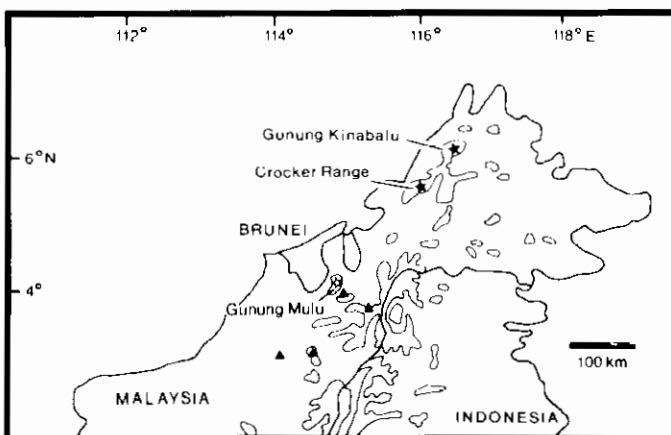 112° 114° 116° 118° E
Gunung Kinabalu
6°N
Crocker Range
BRUNEI
4°
Gunung Mulu
100 km
MALAYSIA
INDONESIA